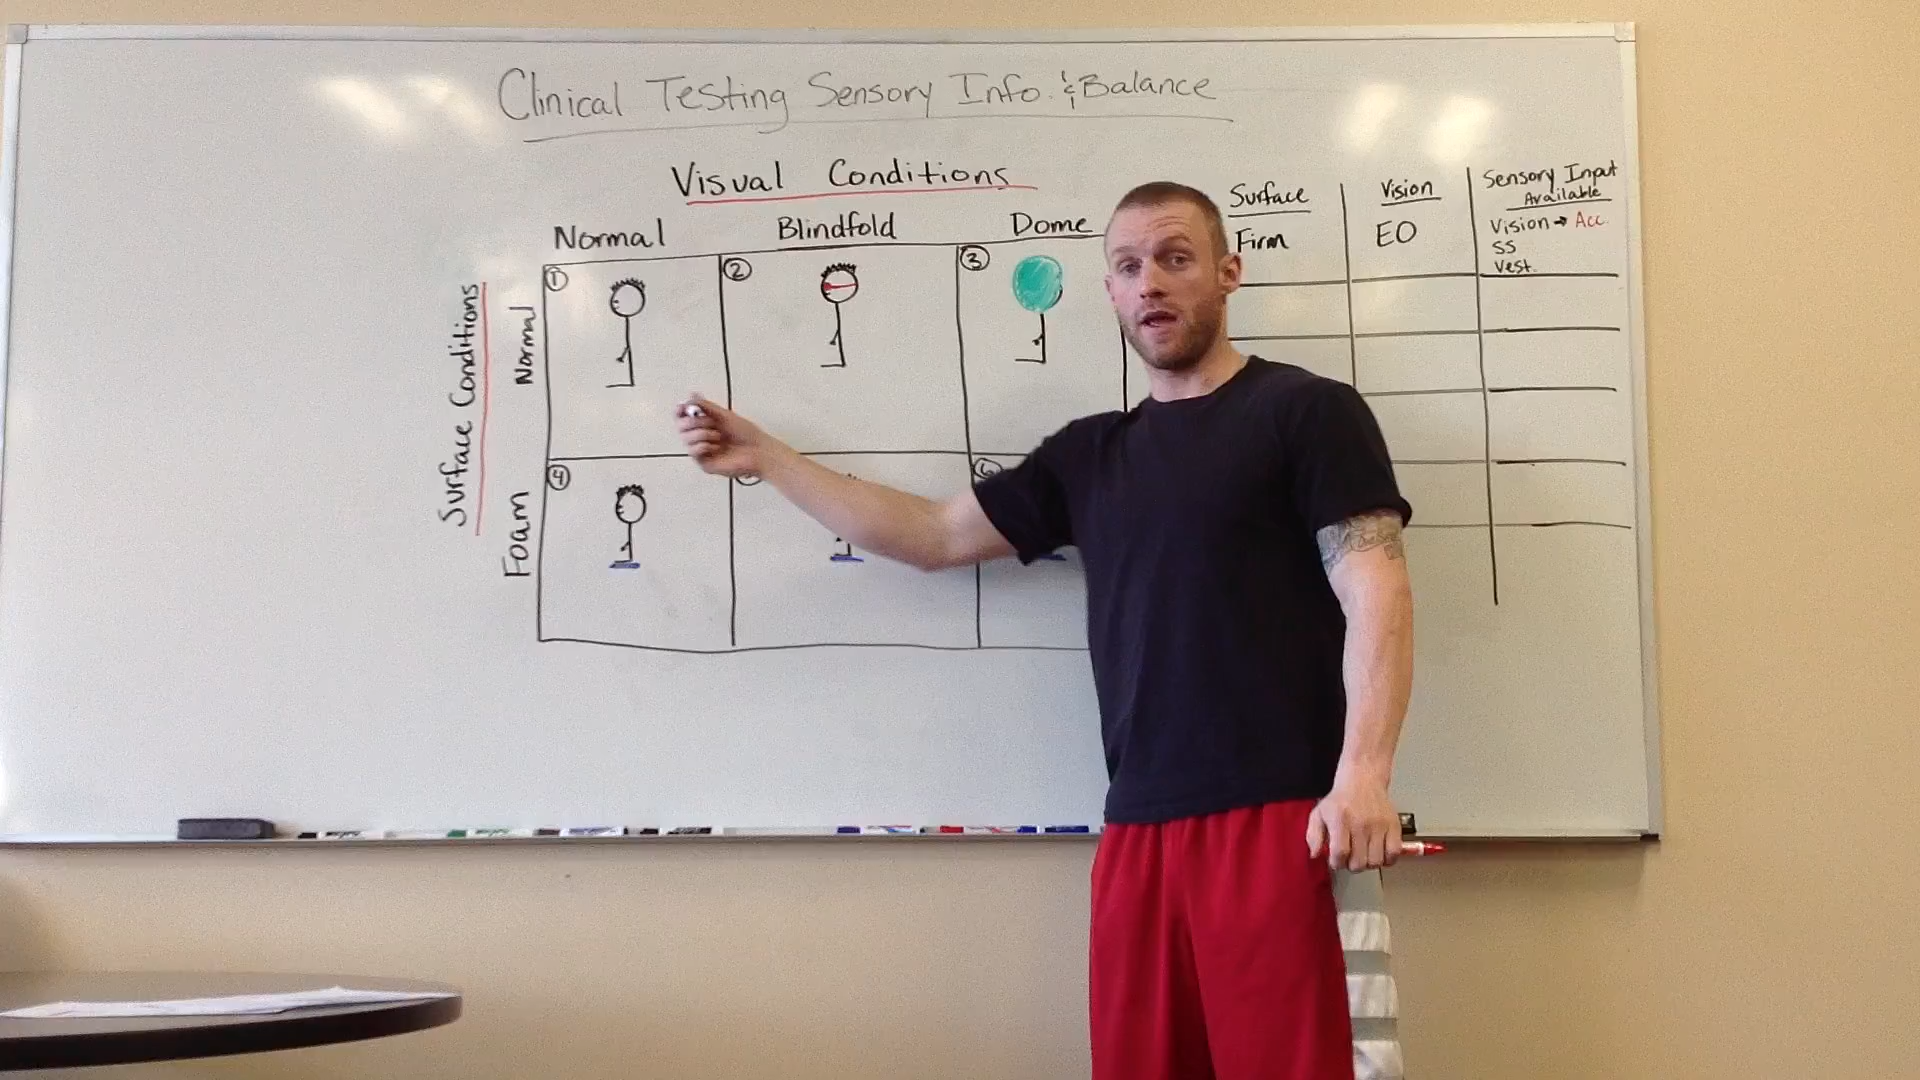 Clinical Testing Sensory Info. & Balance
Visual Conditions
Normal
Blindfold
Dome
Surface Conditions
Normal
Foam
1
2
3
4
6
Surface
Vision
Sensory Input
Available
Firm
EO
Vision → Acc.
SS
Vest.